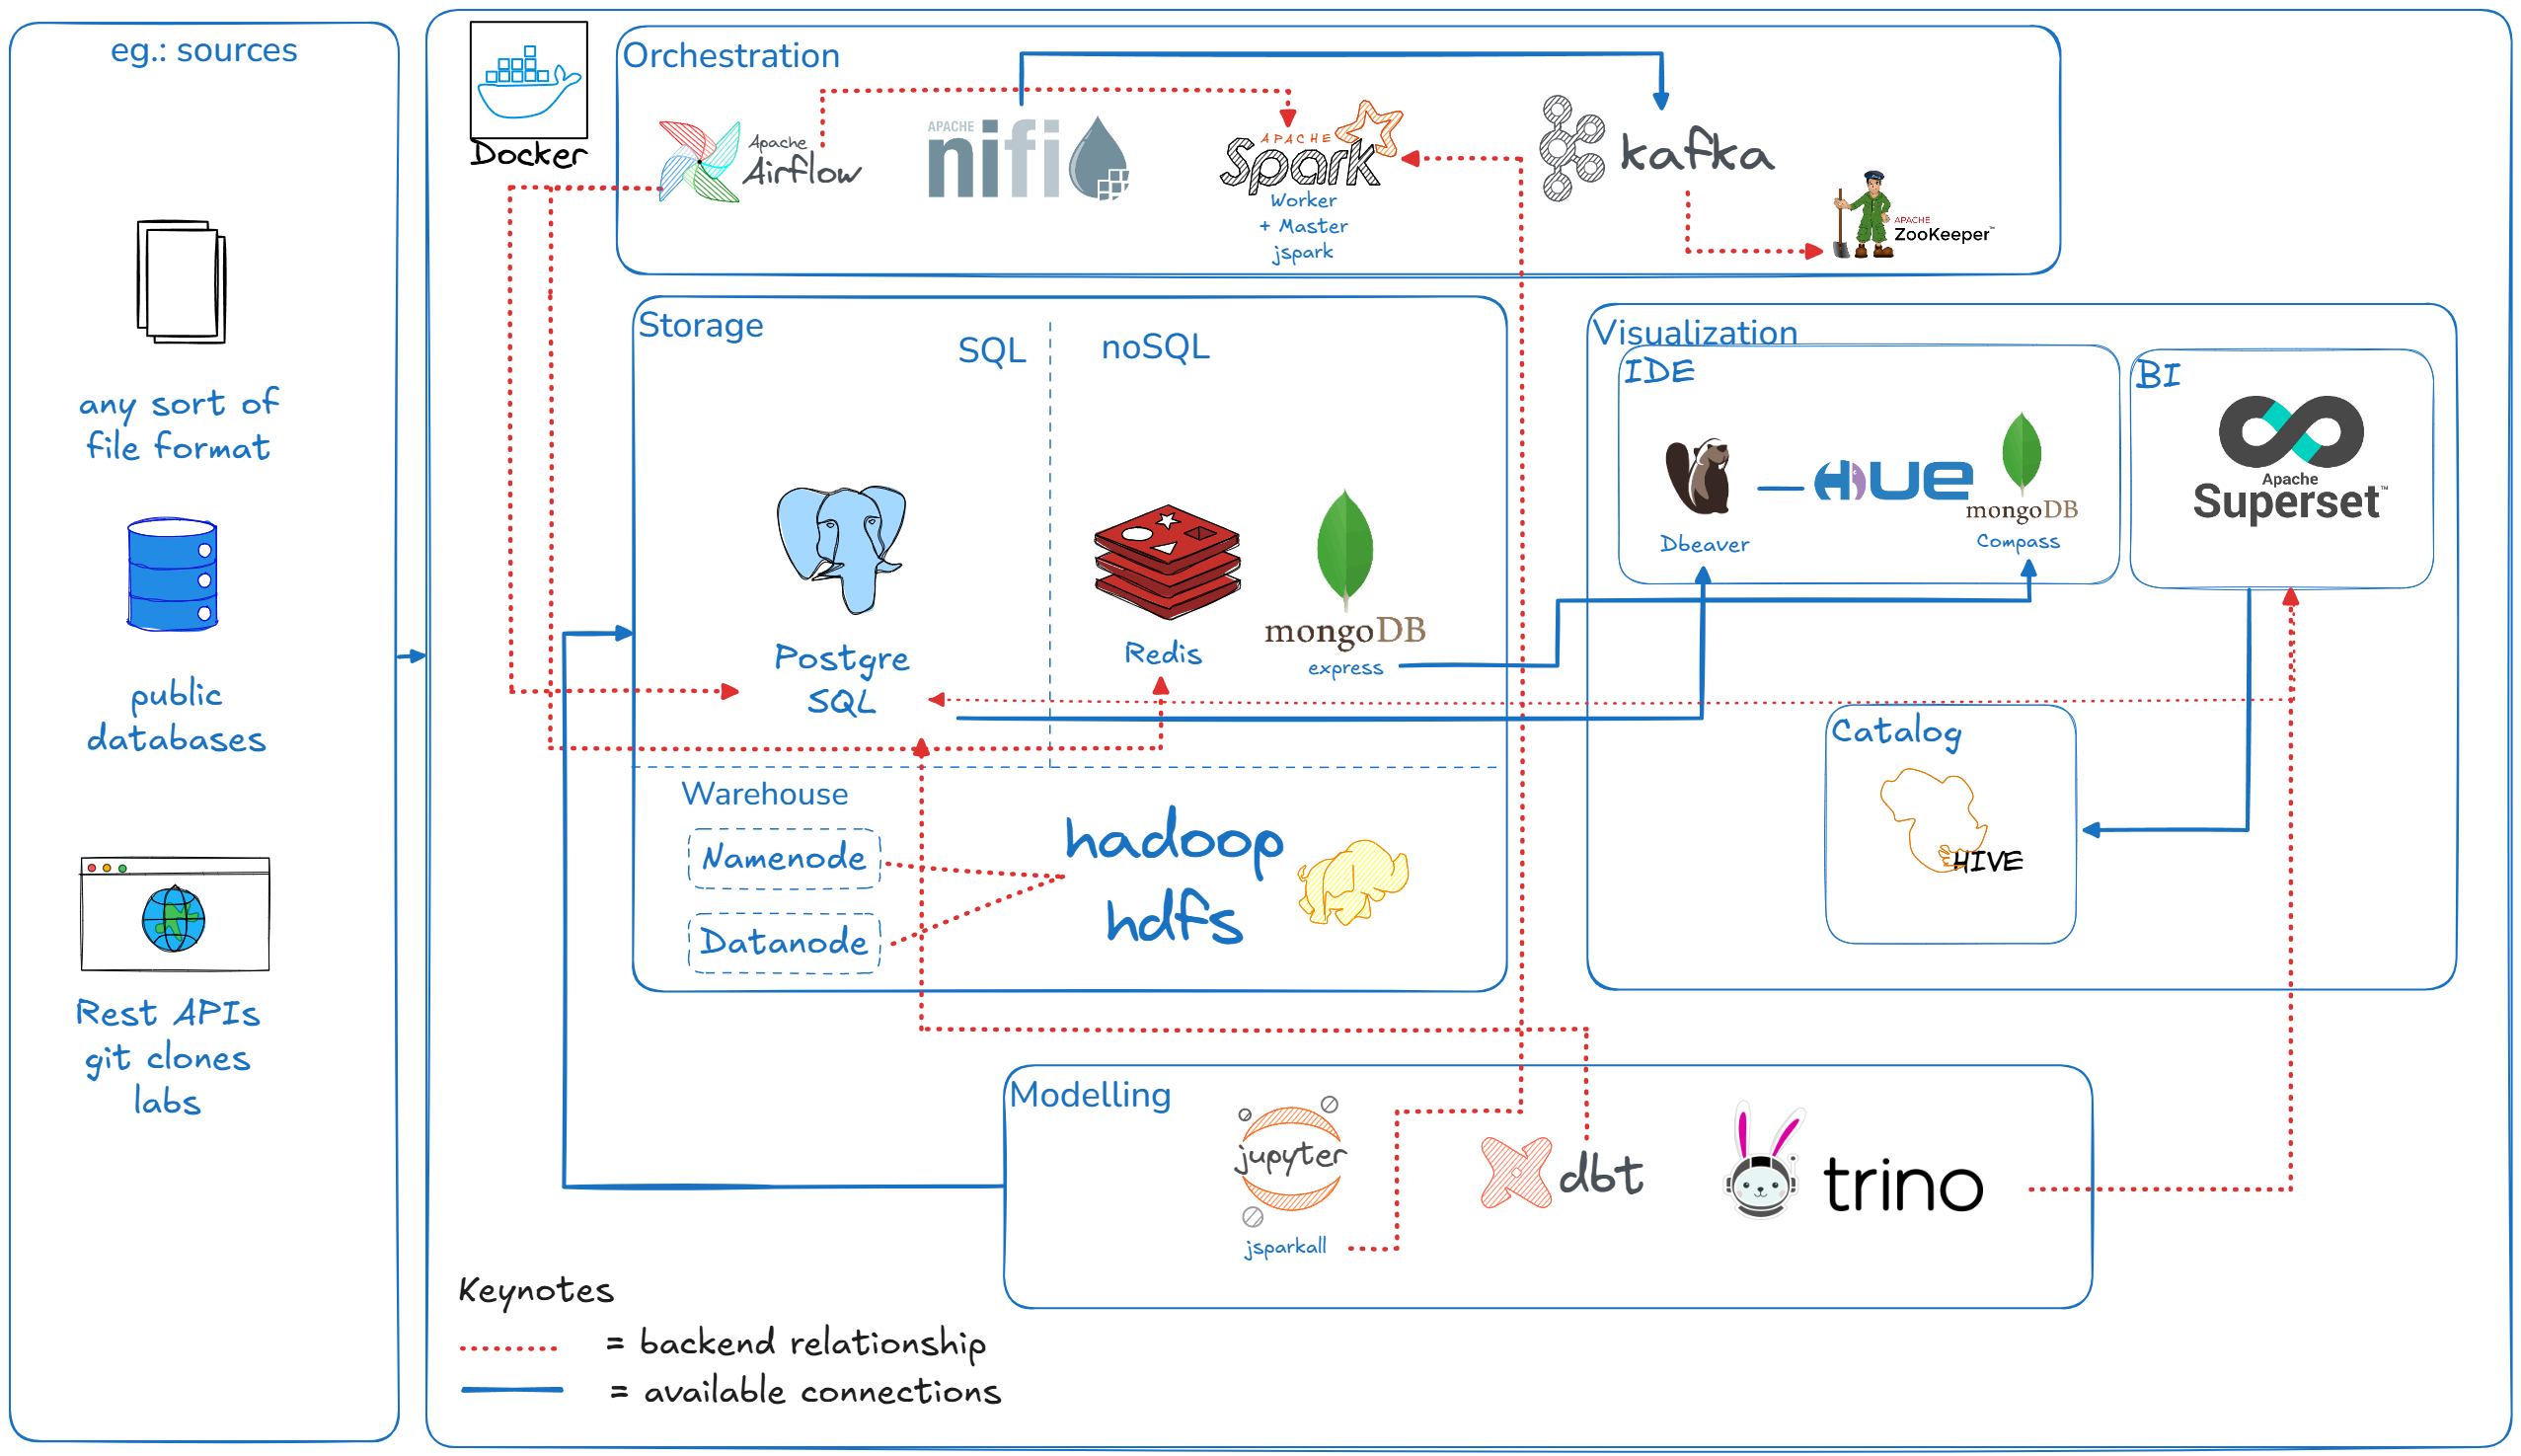 eg.: sources
any sort of
file format
public
databases
Rest APIs
git clones
labs
Docker
Orchestration
Apache
Airflow
APACHE
nifi
APACHE
Spark
Worker
+ Master
jspark
kafka
APACHE
ZooKeeper™
Storage
SQL
noSQL
Postgre
SQL
Redis
mongoDB
express
Warehouse
Namenode
Datanode
hadoop
hdfs
Visualization
IDE
Dbeaver
HUE
mongoDB
Compass
BI
Apache
Superset™
Catalog
HIVE
Modelling
jupyter
jsparkall
dbt
trino
Keynotes
= backend relationship
= available connections